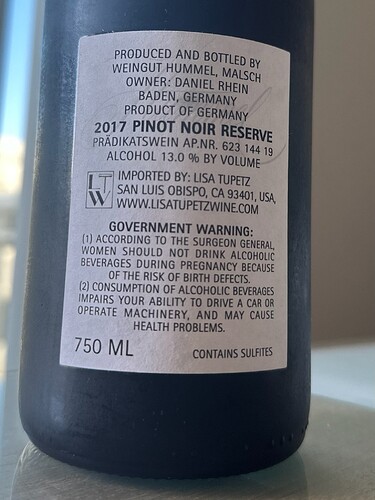 PRODUCED AND BOTTLED BY
WEINGUT HUMMEL, MALSCH
OWNER: DANIEL RHEIN
BADEN, GERMANY
PRODUCT OF GERMANY
2017 PINOT NOIR RESERVE
PRÄDIKATSWEIN AP.NR. 623 144 19
ALCOHOL 13.0 % BY VOLUME
LTW
IMPORTED BY: LISA TUPETZ
SAN LUIS OBISPO, CA 93401, USA,
WWW.LISATUPETZWINE.COM
GOVERNMENT WARNING:
(1) ACCORDING TO THE SURGEON GENERAL,
WOMEN SHOULD NOT DRINK ALCOHOLIC
BEVERAGES DURING PREGNANCY BECAUSE
OF THE RISK OF BIRTH DEFECTS.
(2) CONSUMPTION OF ALCOHOLIC BEVERAGES
IMPAIRS YOUR ABILITY TO DRIVE A CAR OR
OPERATE MACHINERY, AND MAY CAUSE
HEALTH PROBLEMS.
750 ML
CONTAINS SULFITES